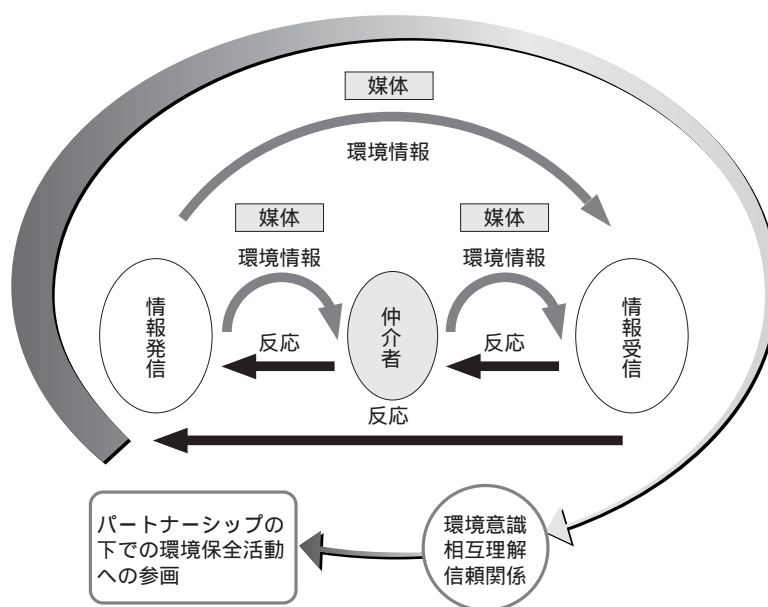 媒体
環境情報
媒体
媒体
環境情報
環境情報
情報発信
仲介者
情報受信
反応
反応
反応
パートナーシップの
下での環境保全活動
への参画
環境意識
相互理解
信頼関係